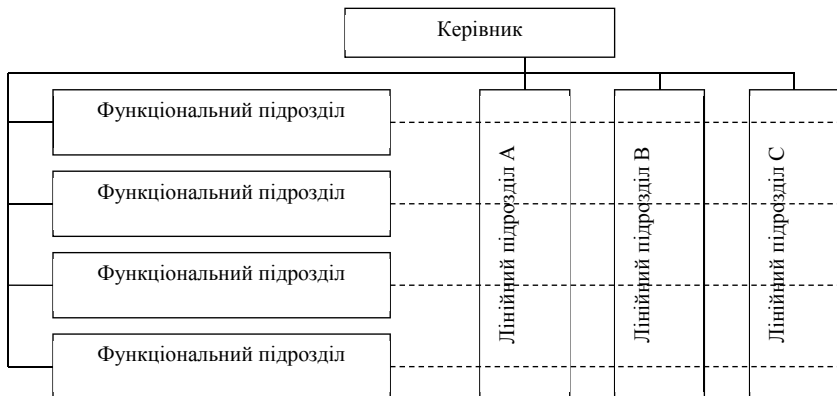 Керівник
Функціональний підрозділ
Функціональний підрозділ
Функціональний підрозділ
Функціональний підрозділ
Лінійний підрозділ А
Лінійний підрозділ В
Лінійний підрозділ С